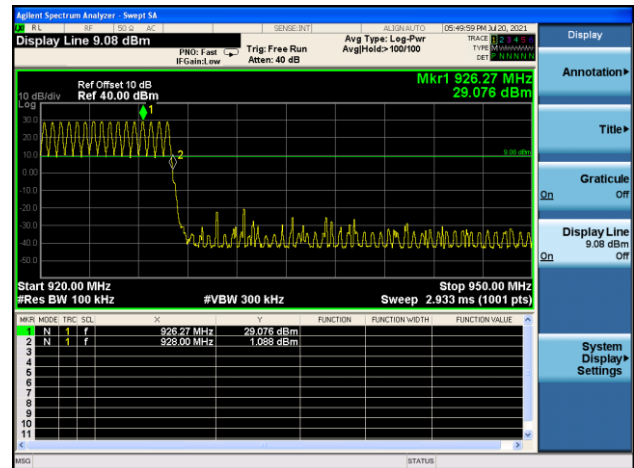 Agilent Spectrum Analyzer - Swept SA
RL RF 50 Ω AC SENSE:INT ALIGN AUTO 05:49:59 PM Jul 20, 2021
Display Line 9.08 dBm
PNO: Fast
IFGain:Low
Trig: Free Run
Atten: 40 dB
Avg Type: Log-Pwr
Avg|Hold:> 100/100
TRACE 1 2 3 4 5 6
TYPE M
DET P N N N N N
Mkr1 926.27 MHz
29.076 dBm
Ref Offset 10 dB
10 dB/div Ref 40.00 dBm
Log
1
30.0
20.0
10.0
2
9.08 dBm
0.00
-10.0
-20.0
-30.0
-40.0
-50.0
Start 920.00 MHz Stop 950.00 MHz
#Res BW 100 kHz #VBW 300 kHz Sweep 2.933 ms (1001 pts)
MKR MODE TRC SCL X Y FUNCTION FUNCTION WIDTH FUNCTION VALUE
1 N 1 f 926.27 MHz 29.076 dBm
2 N 1 f 928.00 MHz 1.088 dBm
3
4
5
6
7
8
9
10
11
MSG STATUS
Display
Annotation
Title
Graticule
On Off
Display Line
9.08 dBm
On Off
System
Display
Settings